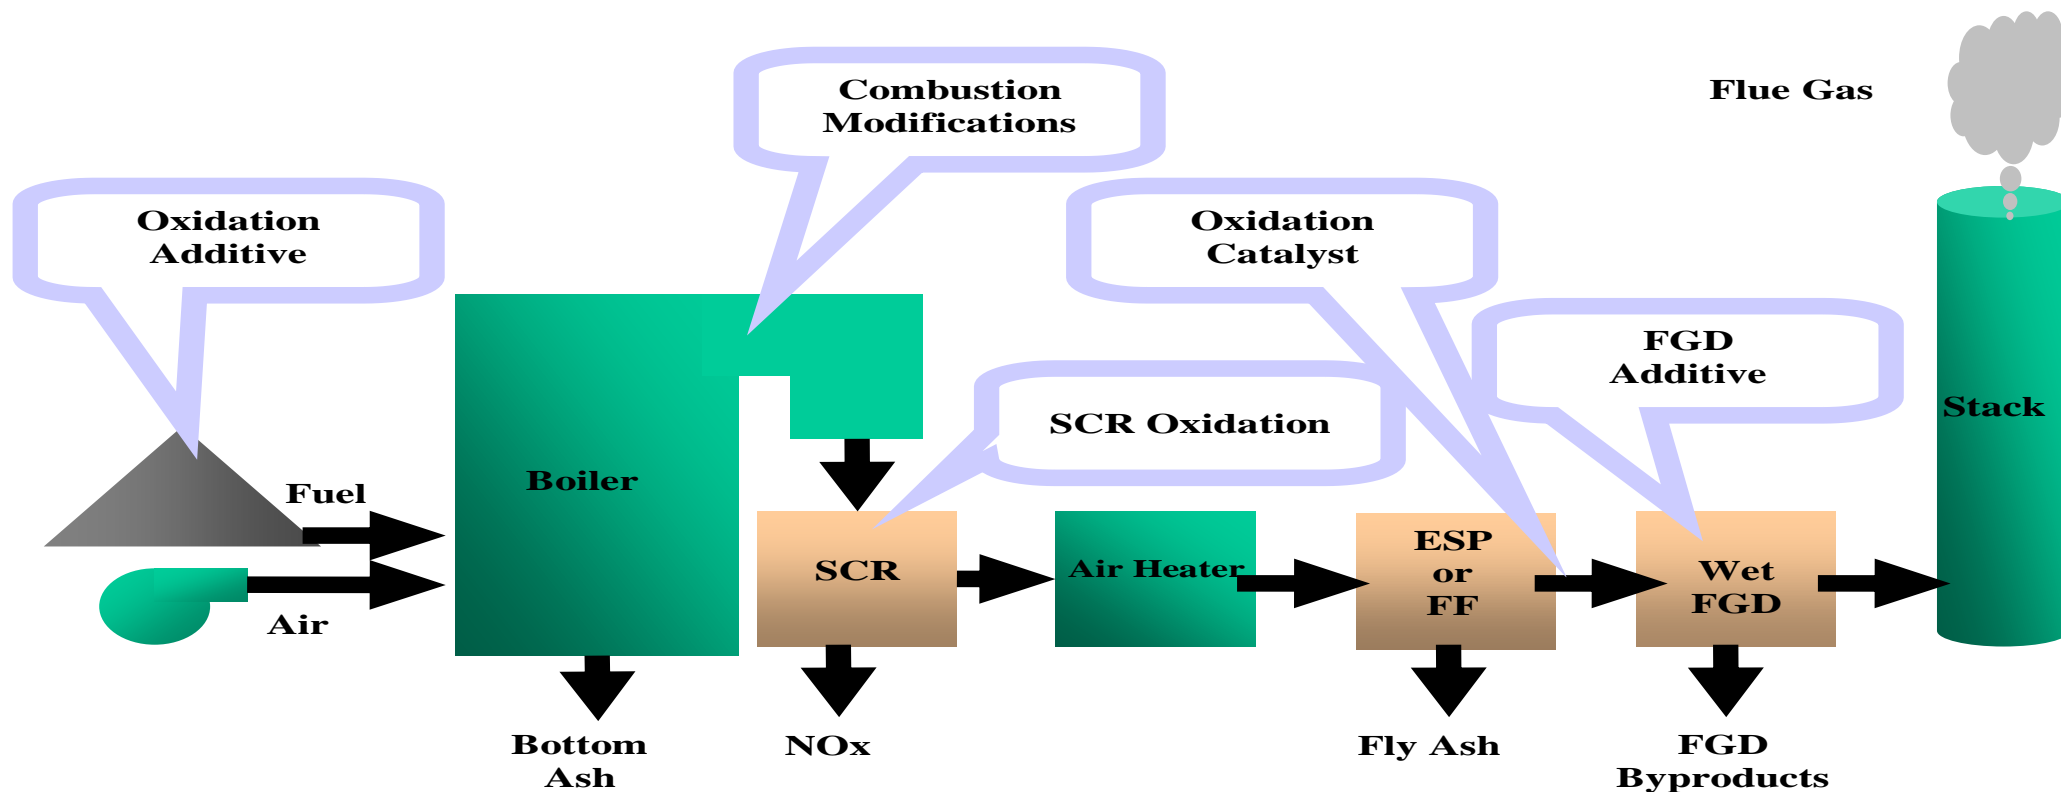 Combustion
Modifications
Flue Gas
Oxidation
Additive
Oxidation
Catalyst
FGD
Additive
SCR Oxidation
Stack
Boiler
Fuel
Air
SCR
Air Heater
ESP
or
FF
Wet
FGD
Bottom
Ash
NOx
Fly Ash
FGD
Byproducts